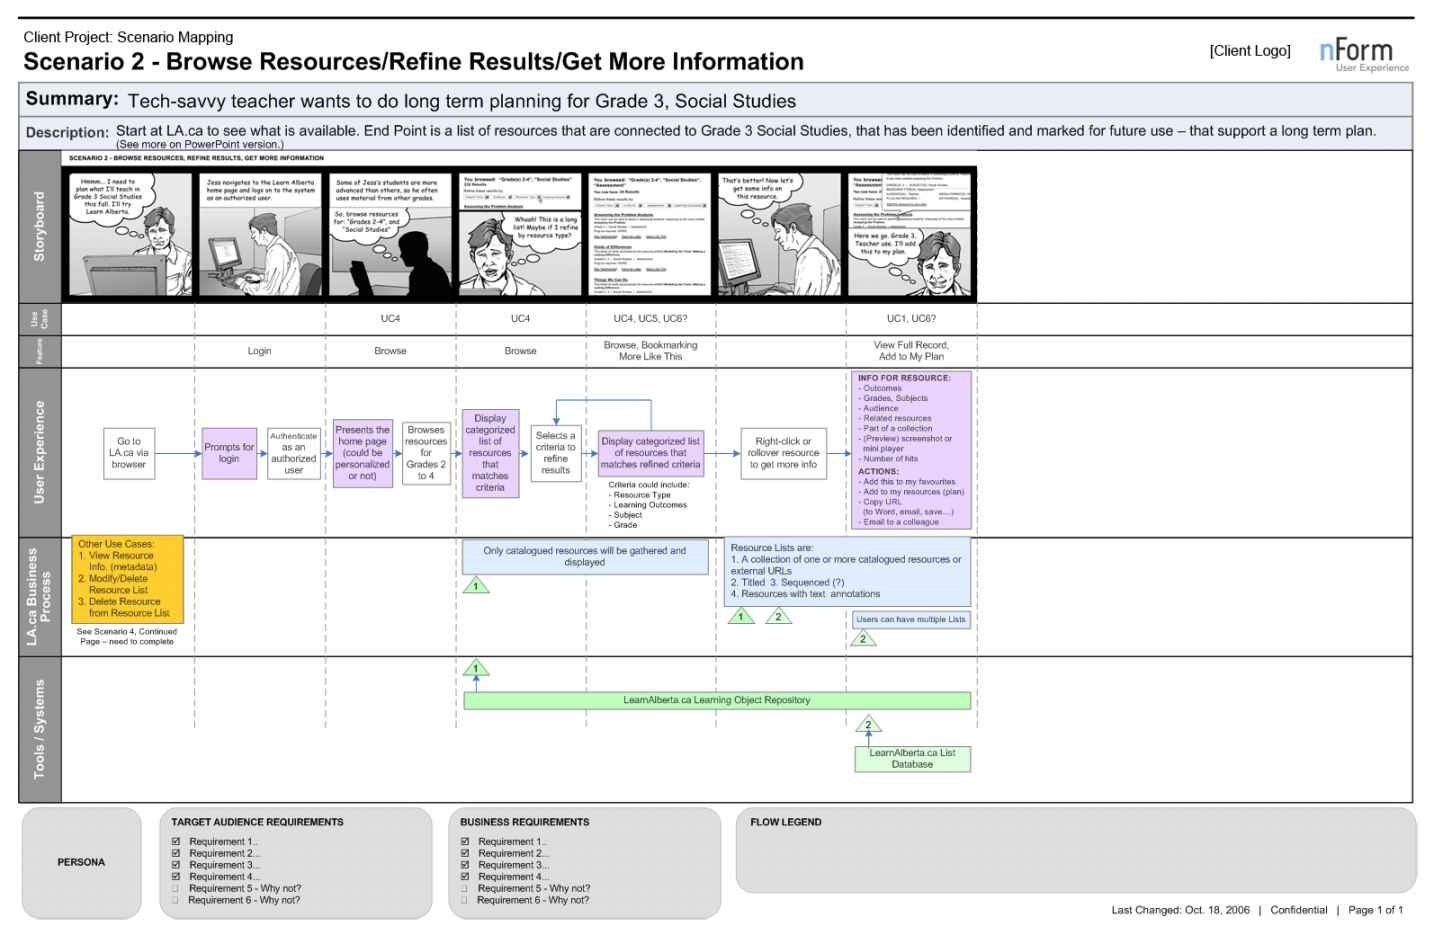 Client Project: Scenario Mapping
Scenario 2 - Browse Resources/Refine Results/Get More Information
[Client Logo]
nForm
User Experience
Summary: Tech-savvy teacher wants to do long term planning for Grade 3, Social Studies
Description: Start at LA.ca to see what is available. End Point is a list of resources that are connected to Grade 3 Social Studies, that has been identified and marked for future use – that support a long term plan.
(See more on PowerPoint version.)
Storyboard
SCENARIO 2 - BROWSE RESOURCES, REFINE RESULTS, GET MORE INFORMATION
Hmmm... I need to
plan what I'll teach in
Grade 3 Social Studies
this fall. I'll try
Learn Alberta.
Jess navigates to the Learn Alberta
home page and logs on to the system
as an authorized user.
Some of Jess's students are more
advanced than others, so he often
uses material from other grades.
So, browse resources
for: "Grades 2-4", and
"Social Studies"
You browsed: "Grade(s) 2-4", "Social Studies"
Refine these results by
Whoah! This is a long
list! Maybe if I refine
by resource type?
You browsed: "Grade(s) 2-4", "Social Studies",
"Assessment"
Refine these results by
Assessing the Problem Analysis
Kinds of Differences
Things We Can Do
That's better! Now let's
get some info on
this resource.
You browsed
Here we go. Grade 3,
Teacher use. I'll add
this to my plan.
Use
Case
UC4
UC4
UC4, UC5, UC6?
UC1, UC6?
Feature
Login
Browse
Browse
Browse, Bookmarking
More Like This
View Full Record,
Add to My Plan
User Experience
Go to
LA.ca via
browser
Prompts for
login
Authenticate
as an
authorized
user
Presents the
home page
(could be
personalized
or not)
Browses
resources
for
Grades 2
to 4
Display
categorized
list of
resources
that
matches
criteria
Selects a
criteria to
refine
results
Display categorized list
of resources that
matches refined criteria
Criteria could include:
- Resource Type
- Learning Outcomes
- Subject
- Grade
Right-click or
rollover resource
to get more info
INFO FOR RESOURCE:
- Outcomes
- Grades, Subjects
- Audience
- Related resources
- Part of a collection
- (Preview) screenshot or
mini player
- Number of hits
ACTIONS:
- Add this to my favourites
- Add to my resources (plan)
- Copy URL
(to Word, email, save…)
- Email to a colleague
LA.ca Business
Process
Other Use Cases:
1. View Resource
Info. (metadata)
2. Modify/Delete
Resource List
3. Delete Resource
from Resource List
See Scenario 4, Continued
Page – need to complete
Only catalogued resources will be gathered and
displayed
1
Resource Lists are:
1. A collection of one or more catalogued resources or
external URLs
2. Titled 3. Sequenced (?)
4. Resources with text annotations
1
2
Users can have multiple Lists
2
Tools / Systems
1
LearnAlberta.ca Learning Object Repository
2
LearnAlberta.ca List
Database
PERSONA
TARGET AUDIENCE REQUIREMENTS
Requirement 1..
Requirement 2...
Requirement 3...
Requirement 4...
Requirement 5 - Why not?
Requirement 6 - Why not?
BUSINESS REQUIREMENTS
Requirement 1..
Requirement 2...
Requirement 3...
Requirement 4...
Requirement 5 - Why not?
Requirement 6 - Why not?
FLOW LEGEND
Last Changed: Oct. 18, 2006 | Confidential | Page 1 of 1